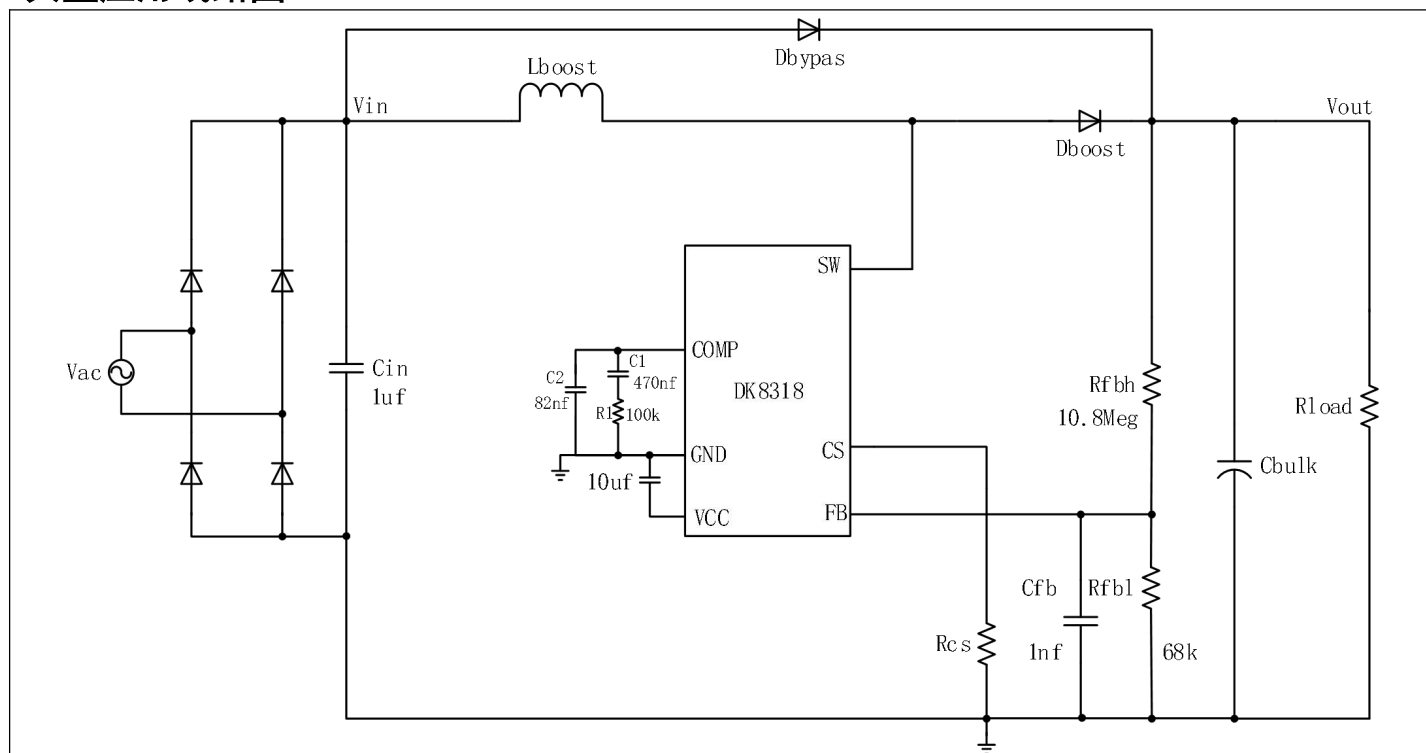 Dbypas
Lboost
Vin
Vout
Dboost
SW
COMP
C1
470nf
C2
82nf
R1
100k
DK8318
Vac
Cin
1uf
Rfbh
10.8Meg
Rload
GND
CS
10uf
VCC
FB
Cbulk
Cfb
Rfbl
1nf
68k
Rcs